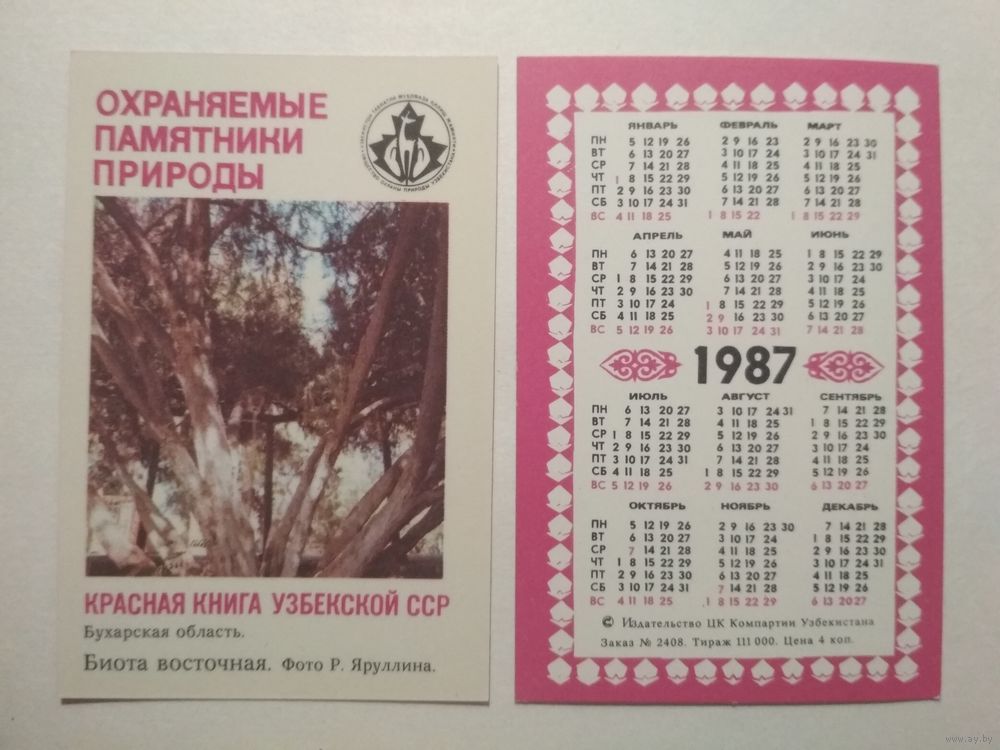 ОХРАНЯЕМЫЕ
ПАМЯТНИКИ
ПРИРОДЫ
КРАСНАЯ КНИГА УЗБЕКСКОЙ ССР
Бухарская область.
Биота восточная. Фото Р. Яруллина.
ЯНВАРЬ ФЕВРАЛЬ МАРТ
ПН 5 12 19 26 2 9 16 23 2 9 16 23 30
ВТ 6 13 20 27 3 10 17 24 3 10 17 24 31
СР 7 14 21 28 4 11 18 25 4 11 18 25
ЧТ 1 8 15 22 29 5 12 19 26 5 12 19 26
ПТ 2 9 16 23 30 6 13 20 27 6 13 20 27
СБ 3 10 17 24 31 7 14 21 28 7 14 21 28
ВС 4 11 18 25 1 8 15 22 1 8 15 22 29
АПРЕЛЬ МАЙ ИЮНЬ
ПН 6 13 20 27 4 11 18 25 1 8 15 22 29
ВТ 7 14 21 28 5 12 19 26 2 9 16 23 30
СР 1 8 15 22 29 6 13 20 27 3 10 17 24
ЧТ 2 9 16 23 30 7 14 21 28 4 11 18 25
ПТ 3 10 17 24 1 8 15 22 29 5 12 19 26
СБ 4 11 18 25 2 9 16 23 30 6 13 20 27
ВС 5 12 19 26 3 10 17 24 31 7 14 21 28
1987
ИЮЛЬ АВГУСТ СЕНТЯБРЬ
ПН 6 13 20 27 3 10 17 24 31 7 14 21 28
ВТ 7 14 21 28 4 11 18 25 1 8 15 22 29
СР 1 8 15 22 29 5 12 19 26 2 9 16 23 30
ЧТ 2 9 16 23 30 6 13 20 27 3 10 17 24
ПТ 3 10 17 24 31 7 14 21 28 4 11 18 25
СБ 4 11 18 25 1 8 15 22 29 5 12 19 26
ВС 5 12 19 26 2 9 16 23 30 6 13 20 27
ОКТЯБРЬ НОЯБРЬ ДЕКАБРЬ
ПН 5 12 19 26 2 9 16 23 30 7 14 21 28
ВТ 6 13 20 27 3 10 17 24 1 8 15 22 29
СР 7 14 21 28 4 11 18 25 2 9 16 23 30
ЧТ 1 8 15 22 29 5 12 19 26 3 10 17 24 31
ПТ 2 9 16 23 30 6 13 20 27 4 11 18 25
СБ 3 10 17 24 31 7 14 21 28 5 12 19 26
ВС 4 11 18 25 1 8 15 22 29 6 13 20 27
© Издательство ЦК Компартии Узбекистана
Заказ № 2408. Тираж 111 000. Цена 4 коп.
www.ay.by